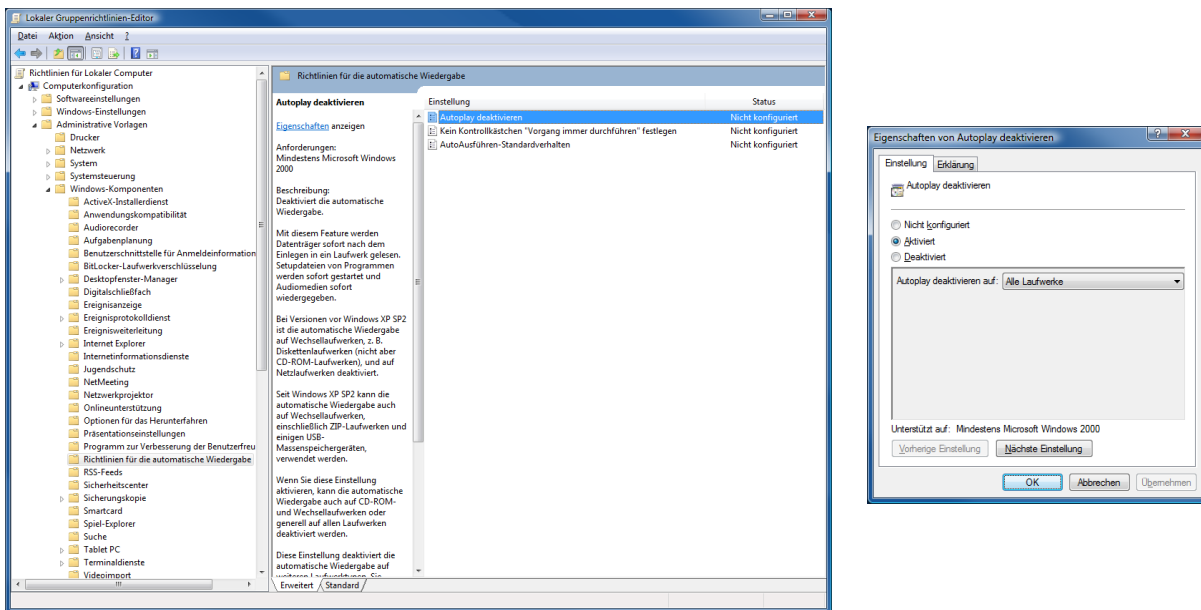 Lokaler Gruppenrichtlinien-Editor
Datei Aktion Ansicht ?
Richtlinien für Lokaler Computer
Computerkonfiguration
Softwareeinstellungen
Windows-Einstellungen
Administrative Vorlagen
Drucker
Netzwerk
System
Systemsteuerung
Windows-Komponenten
ActiveX-Installerdienst
Anwendungskompatibilität
Audiorecorder
Aufgabenplanung
Benutzerschnittstelle für Anmeldeinformation
BitLocker-Laufwerkverschlüsselung
Desktopfenster-Manager
Digitalschließfach
Ereignisanzeige
Ereignisprotokolldienst
Ereignisweiterleitung
Internet Explorer
Internetinformationsdienste
Jugendschutz
NetMeeting
Netzwerkprojektor
Onlineunterstützung
Optionen für das Herunterfahren
Präsentationseinstellungen
Programm zur Verbesserung der Benutzerfreu
Richtlinien für die automatische Wiedergabe
RSS-Feeds
Sicherheitscenter
Sicherungskopie
Smartcard
Spiel-Explorer
Suche
Tablet PC
Terminaldienste
Videoimport
Richtlinien für die automatische Wiedergabe
Autoplay deaktivieren
Eigenschaften anzeigen
Anforderungen:
Mindestens Microsoft Windows
2000
Beschreibung:
Deaktiviert die automatische
Wiedergabe.
Mit diesem Feature werden
Datenträger sofort nach dem
Einlegen in ein Laufwerk gelesen.
Setupdateien von Programmen
werden sofort gestartet und
Audiomedien sofort
wiedergegeben.
Bei Versionen vor Windows XP SP2
ist die automatische Wiedergabe
auf Wechsellaufwerken, z. B.
Diskettenlaufwerken (nicht aber
CD-ROM-Laufwerken), und auf
Netzlaufwerken deaktiviert.
Seit Windows XP SP2 kann die
automatische Wiedergabe auch
auf Wechsellaufwerken,
einschließlich ZIP-Laufwerken und
einigen USB-
Massenspeichergeräten,
verwendet werden.
Wenn Sie diese Einstellung
aktivieren, kann die automatische
Wiedergabe auch auf CD-ROM-
und Wechsellaufwerken oder
generell auf allen Laufwerken
deaktiviert werden.
Diese Einstellung deaktiviert die
automatische Wiedergabe auf
weiteren Laufwerktypen. Sie
Einstellung Status
Autoplay deaktivieren Nicht konfiguriert
Kein Kontrollkästchen "Vorgang immer durchführen" festlegen Nicht konfiguriert
AutoAusführen-Standardverhalten Nicht konfiguriert
Erweitert Standard
Eigenschaften von Autoplay deaktivieren
Einstellung Erklärung
Autoplay deaktivieren
Nicht konfiguriert
Aktiviert
Deaktiviert
Autoplay deaktivieren auf: Alle Laufwerke
Unterstützt auf: Mindestens Microsoft Windows 2000
Vorherige Einstellung Nächste Einstellung
OK Abbrechen Übernehmen